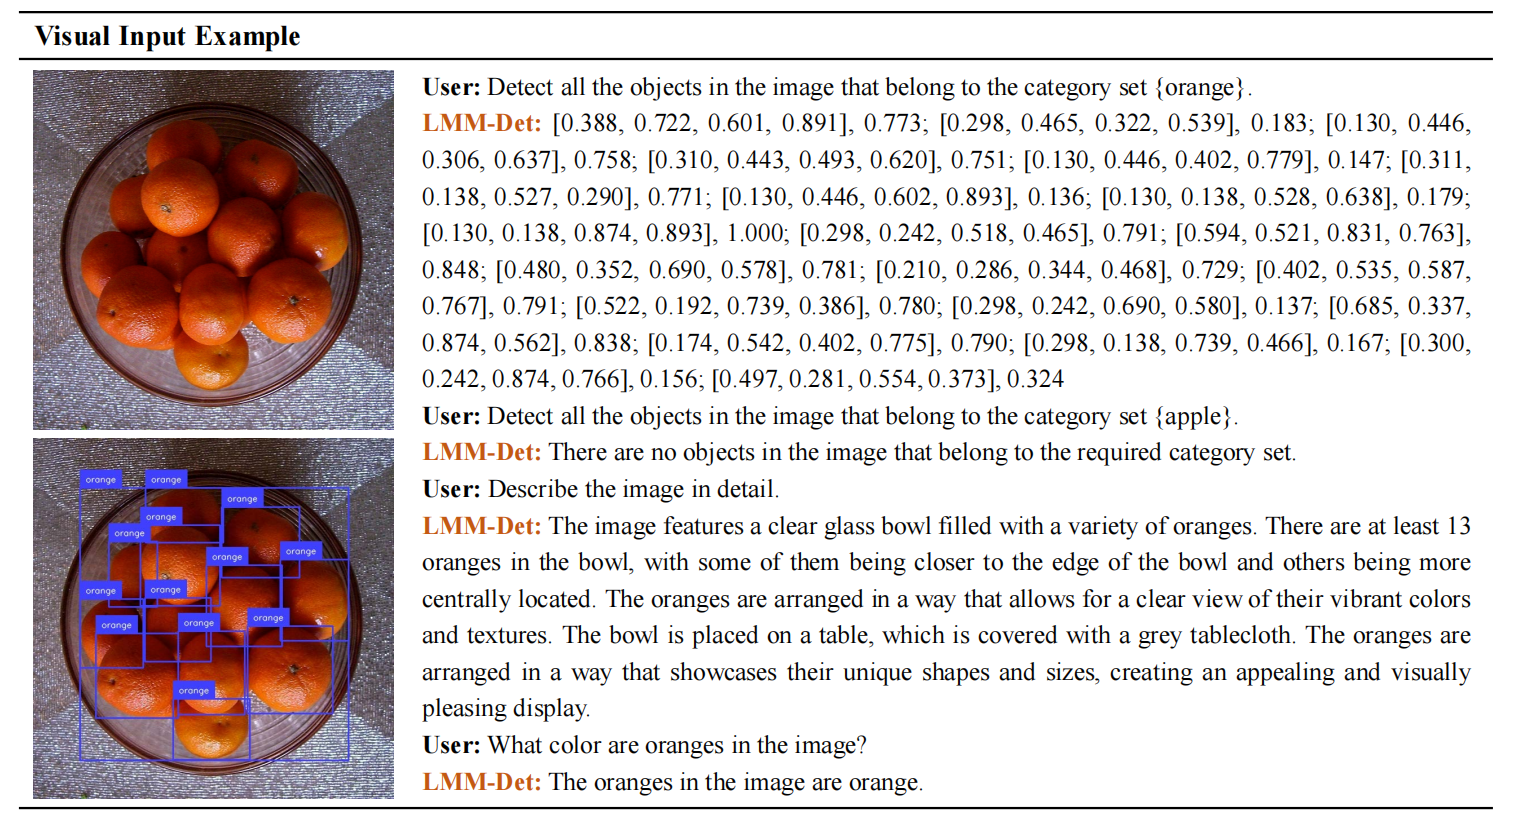 Visual Input Example
User: Detect all the objects in the image that belong to the category set {orange}.
LMM-Det: [0.388, 0.722, 0.601, 0.891], 0.773; [0.298, 0.465, 0.322, 0.539], 0.183; [0.130, 0.446,
0.306, 0.637], 0.758; [0.310, 0.443, 0.493, 0.620], 0.751; [0.130, 0.446, 0.402, 0.779], 0.147; [0.311,
0.138, 0.527, 0.290], 0.771; [0.130, 0.446, 0.602, 0.893], 0.136; [0.130, 0.138, 0.528, 0.638], 0.179;
[0.130, 0.138, 0.874, 0.893], 1.000; [0.298, 0.242, 0.518, 0.465], 0.791; [0.594, 0.521, 0.831, 0.763],
0.848; [0.480, 0.352, 0.690, 0.578], 0.781; [0.210, 0.286, 0.344, 0.468], 0.729; [0.402, 0.535, 0.587,
0.767], 0.791; [0.522, 0.192, 0.739, 0.386], 0.780; [0.298, 0.242, 0.690, 0.580], 0.137; [0.685, 0.337,
0.874, 0.562], 0.838; [0.174, 0.542, 0.402, 0.775], 0.790; [0.298, 0.138, 0.739, 0.466], 0.167; [0.300,
0.242, 0.874, 0.766], 0.156; [0.497, 0.281, 0.554, 0.373], 0.324
User: Detect all the objects in the image that belong to the category set {apple}.
LMM-Det: There are no objects in the image that belong to the required category set.
User: Describe the image in detail.
LMM-Det: The image features a clear glass bowl filled with a variety of oranges. There are at least 13
oranges in the bowl, with some of them being closer to the edge of the bowl and others being more
centrally located. The oranges are arranged in a way that allows for a clear view of their vibrant colors
and textures. The bowl is placed on a table, which is covered with a grey tablecloth. The oranges are
arranged in a way that showcases their unique shapes and sizes, creating an appealing and visually
pleasing display.
User: What color are oranges in the image?
LMM-Det: The oranges in the image are orange.
orange
orange
orange
orange
orange
orange
orange
orange
orange
orange
orange
orange
orange